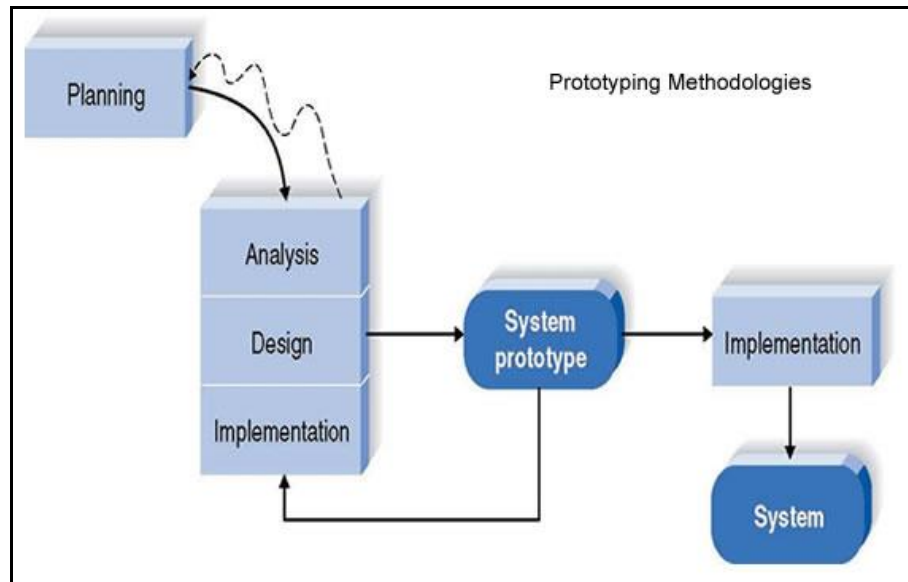 Prototyping Methodologies
Planning
Analysis
Design
Implementation
System
prototype
Implementation
System